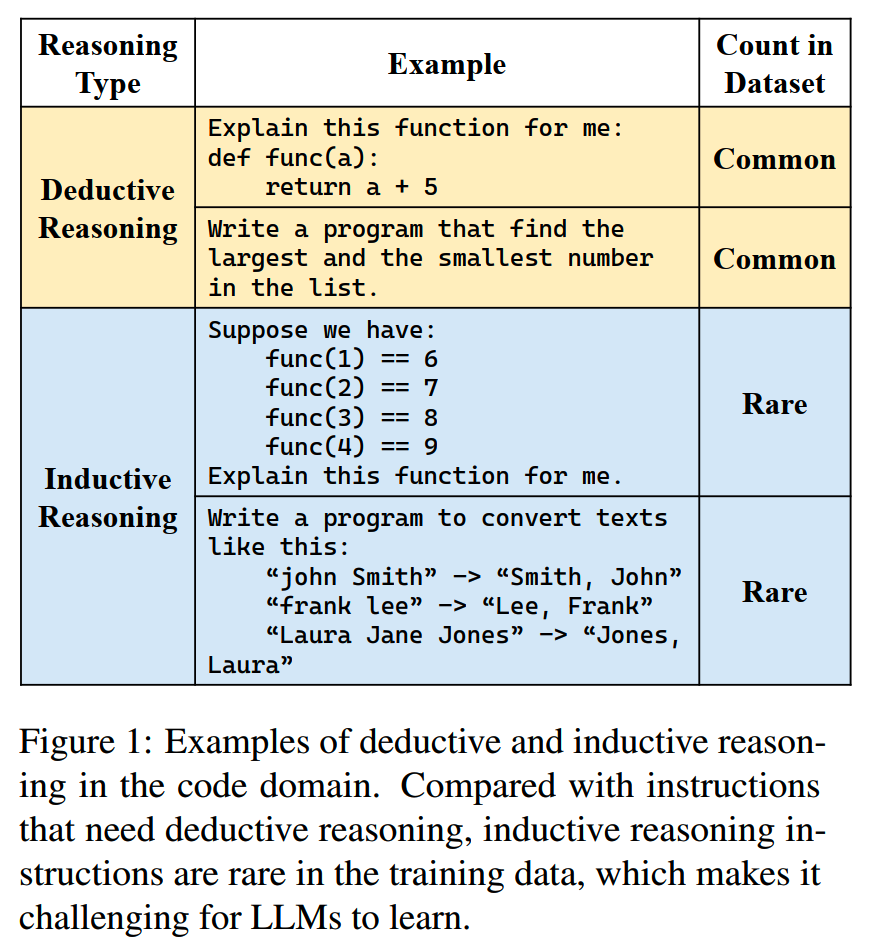 Reasoning
Type
Example
Count in
Dataset
Deductive
Reasoning
Explain this function for me:
def func(a):
    return a + 5
Common
Write a program that find the
largest and the smallest number
in the list.
Common
Inductive
Reasoning
Suppose we have:
    func(1) == 6
    func(2) == 7
    func(3) == 8
    func(4) == 9
Explain this function for me.
Rare
Write a program to convert texts
like this:
    “john Smith” -> “Smith, John”
    “frank lee” -> “Lee, Frank”
    “Laura Jane Jones” -> “Jones,
Laura”
Rare
Figure 1: Examples of deductive and inductive reason-
ing in the code domain. Compared with instructions
that need deductive reasoning, inductive reasoning in-
structions are rare in the training data, which makes it
challenging for LLMs to learn.